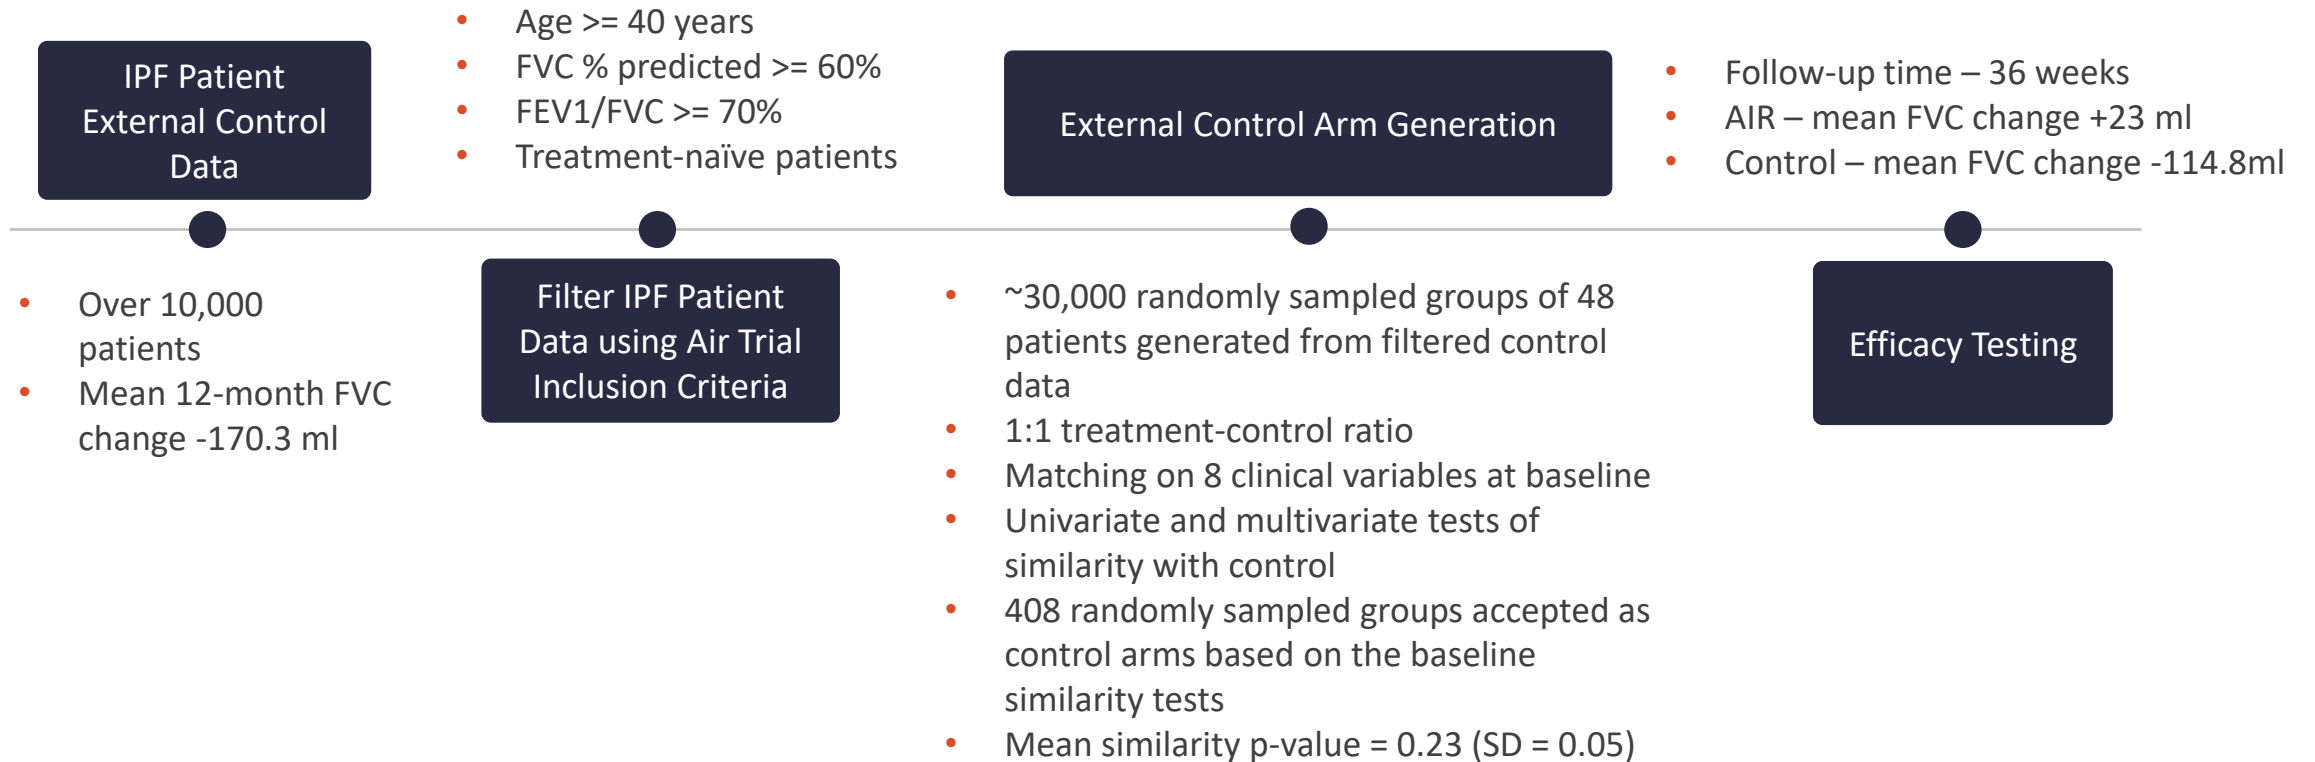 IPF Patient
External Control
Data
• Over 10,000
patients
• Mean 12-month FVC
change -170.3 ml
• Age >= 40 years
• FVC % predicted >= 60%
• FEV1/FVC >= 70%
• Treatment-naïve patients
Filter IPF Patient
Data using Air Trial
Inclusion Criteria
External Control Arm Generation
• ~30,000 randomly sampled groups of 48
patients generated from filtered control
data
• 1:1 treatment-control ratio
• Matching on 8 clinical variables at baseline
• Univariate and multivariate tests of
similarity with control
• 408 randomly sampled groups accepted as
control arms based on the baseline
similarity tests
• Mean similarity p-value = 0.23 (SD = 0.05)
• Follow-up time – 36 weeks
• AIR – mean FVC change +23 ml
• Control – mean FVC change -114.8ml
Efficacy Testing